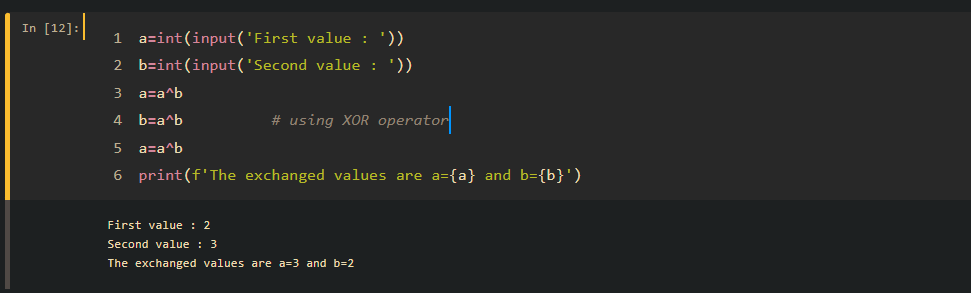 In [12]:
1 a=int(input('First value : '))
2 b=int(input('Second value : '))
3 a=a^b
4 b=a^b # using XOR operator
5 a=a^b
6 print(f'The exchanged values are a={a} and b={b}')
First value : 2
Second value : 3
The exchanged values are a=3 and b=2